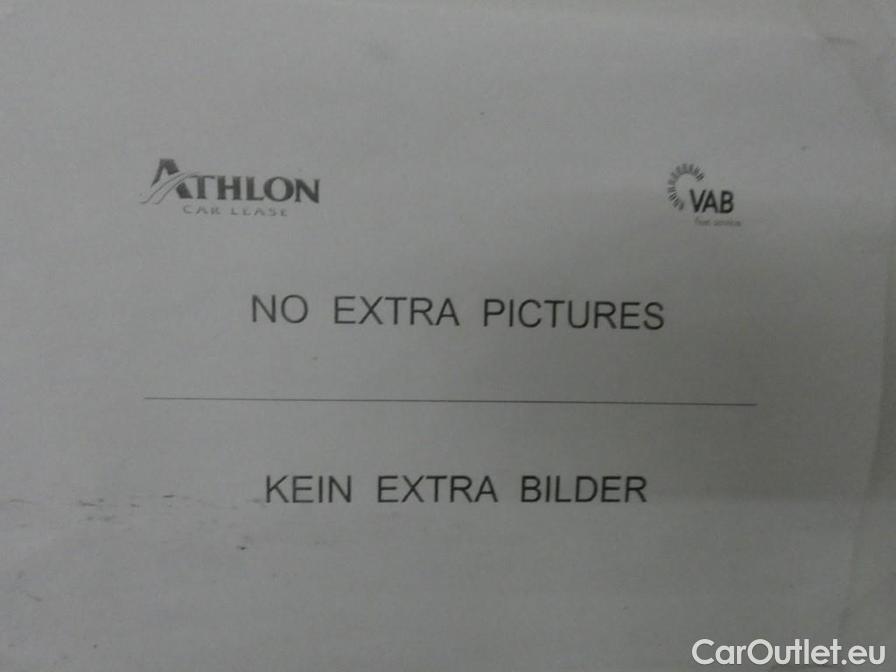 ATHLON
CAR LEASE
VAB
NO EXTRA PICTURES
KEIN EXTRA BILDER
CarOutlet.eu